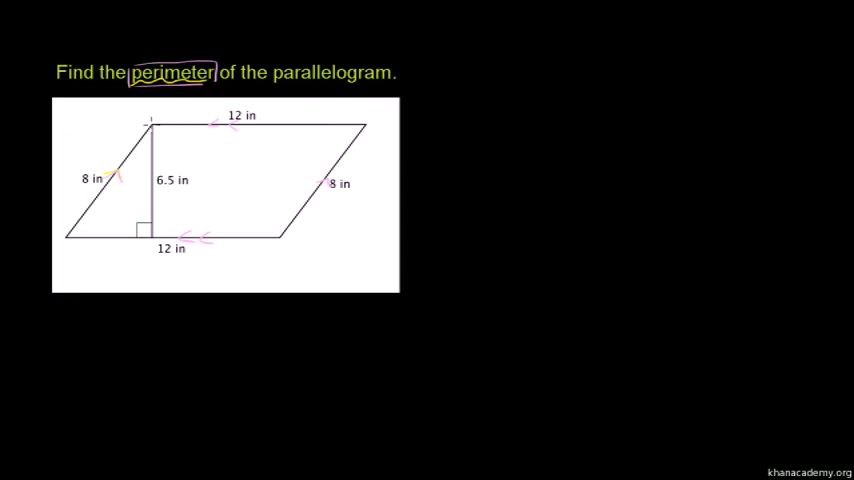 Find the perimeter of the parallelogram.
12 in
8 in
6.5 in
8 in
12 in
khanacademy.org